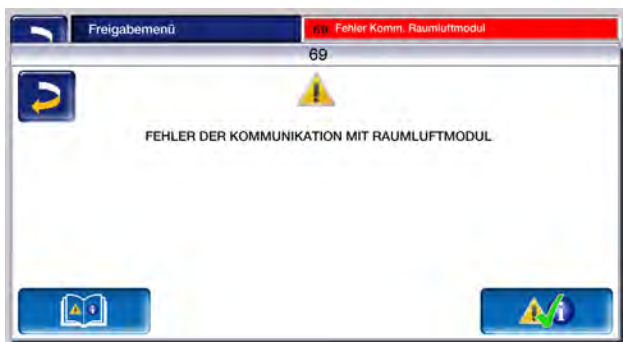 Freigabemenü
69 Fehler Komm. Raumluftmodul
69
FEHLER DER KOMMUNIKATION MIT RAUMLUFTMODUL